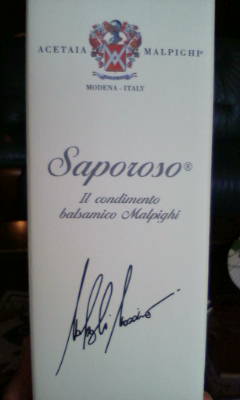 ACETAIA MALPIGHI®
MODENA - ITALY
Saporoso®
Il condimento
balsamico Malpighi